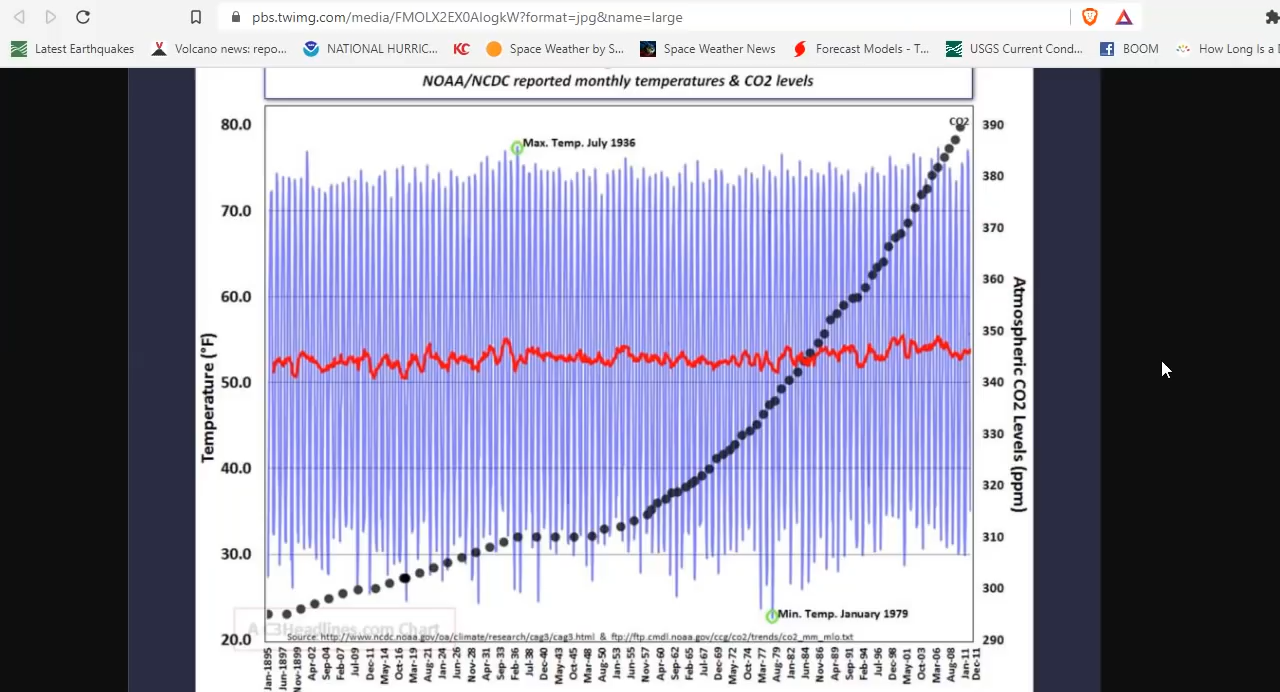 pbs.twimg.com/media/FMOLX2EX0AIogkW?format=jpg&name=large
Latest Earthquakes Volcano news: repo... NATIONAL HURRIC... KC Space Weather by S... Space Weather News Forecast Models - T... USGS Current Cond... BOOM How Long Is a
NOAA/NCDC reported monthly temperatures & CO2 levels
80.0
70.0
60.0
50.0
40.0
30.0
20.0
Temperature (°F)
CO2
Max. Temp. July 1936
Min. Temp. January 1979
390
380
370
360
350
340
330
320
310
300
290
Atmospheric CO2 Levels (ppm)
A C3Headlines.com Chart
Source: http://www.ncdc.noaa.gov/oa/climate/research/cag3/cag3.html & ftp://ftp.cmdl.noaa.gov/ccg/co2/trends/co2_mm_mlo.txt
Jan-1895
Jun-1897
Nov-1899
Apr-02
Sep-04
Feb-07
Jul-09
Dec-11
May-14
Oct-16
Mar-19
Aug-21
Jan-24
Jun-26
Nov-28
Apr-31
Sep-33
Feb-36
Jul-38
Dec-40
May-43
Oct-45
Mar-48
Aug-50
Jan-53
Jun-55
Nov-57
Apr-60
Sep-62
Feb-65
Jul-67
Dec-69
May-72
Oct-74
Mar-77
Aug-79
Jan-82
Jun-84
Nov-86
Apr-89
Sep-91
Feb-94
Jul-96
Dec-98
May-01
Oct-03
Mar-06
Aug-08
Jan-11
Dec-11